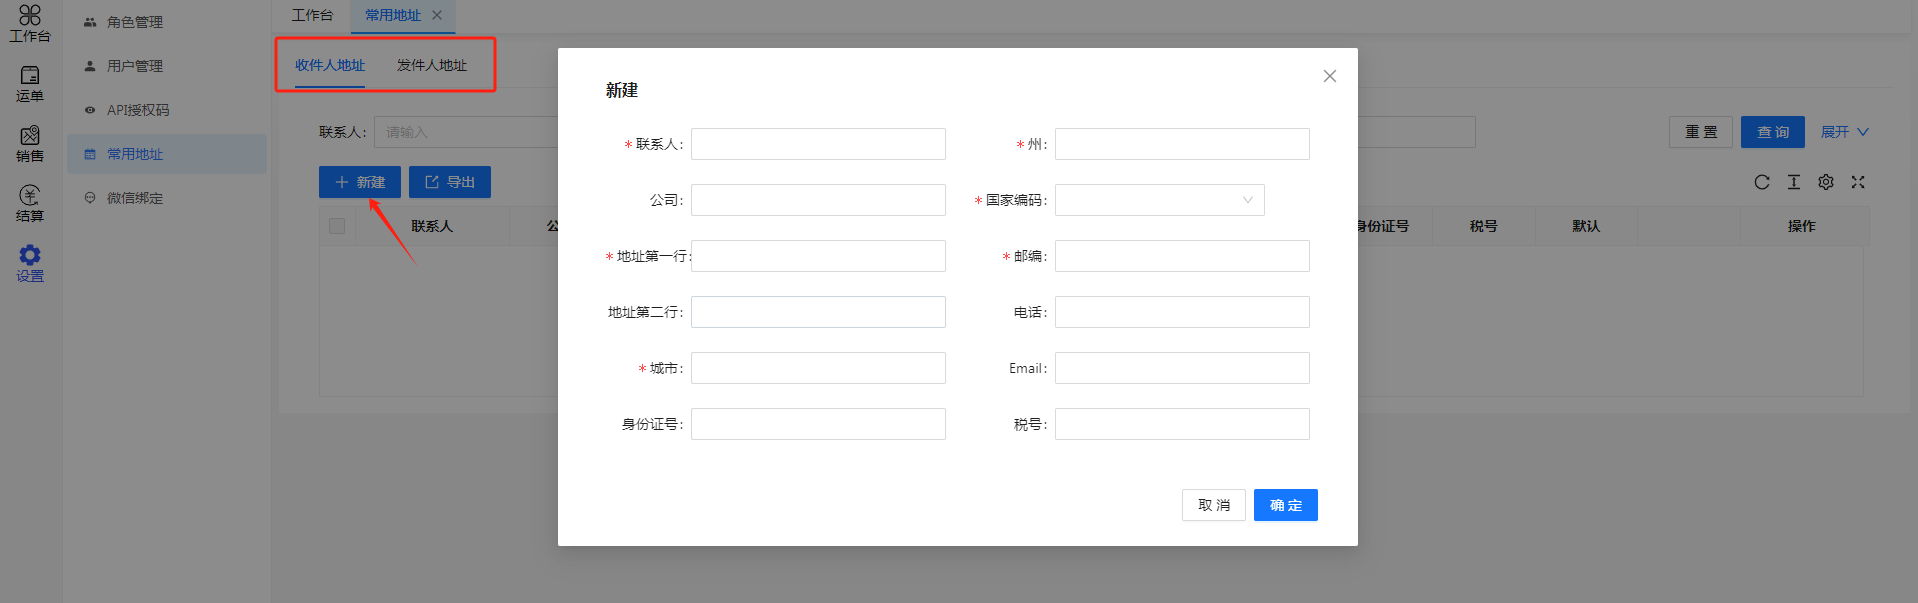 工作台
运单
销售
结算
设置
角色管理
用户管理
API授权码
常用地址
微信绑定
工作台 常用地址
收件人地址 发件人地址
联系人: 请输入 重置 查询 展开
新建 导出
联系人 身份证号 税号 默认 操作
新建
* 联系人: * 州:
公司: * 国家编码:
* 地址第一行: * 邮编:
地址第二行: 电话:
* 城市: Email:
身份证号: 税号:
取消 确定